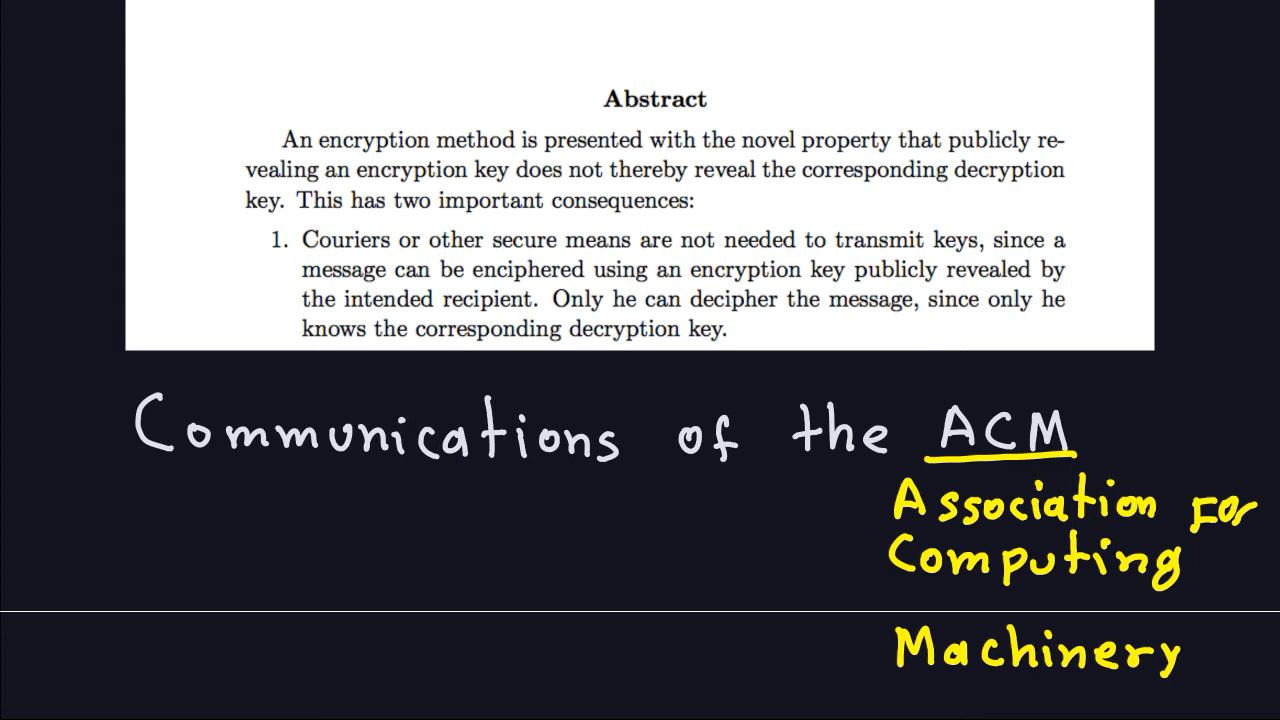 Abstract
An encryption method is presented with the novel property that publicly re-
vealing an encryption key does not thereby reveal the corresponding decryption
key. This has two important consequences:
1. Couriers or other secure means are not needed to transmit keys, since a
message can be enciphered using an encryption key publicly revealed by
the intended recipient. Only he can decipher the message, since only he
knows the corresponding decryption key.
Communications of the ACM
Association For
Computing
Machinery